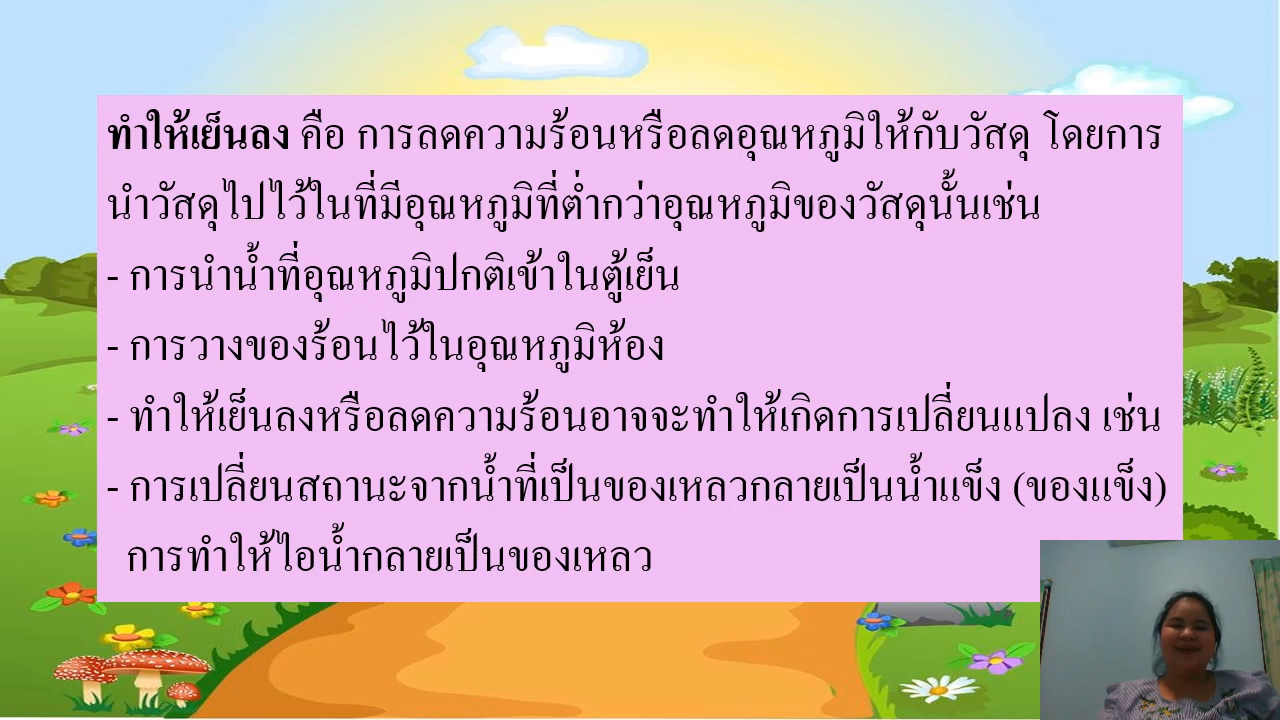 ทำให้เย็นลง คือ การลดความร้อนหรือลดอุณหภูมิให้กับวัสดุ โดยการ
นำวัสดุไปไว้ในที่มีอุณหภูมิที่ต่ำกว่าอุณหภูมิของวัสดุนั้นเช่น
- การนำน้ำที่อุณหภูมิปกติเข้าในตู้เย็น
- การวางของร้อนไว้ในอุณหภูมิห้อง
- ทำให้เย็นลงหรือลดความร้อนอาจจะทำให้เกิดการเปลี่ยนแปลง เช่น
- การเปลี่ยนสถานะจากน้ำที่เป็นของเหลวกลายเป็นน้ำแข็ง (ของแข็ง)
การทำให้ไอน้ำกลายเป็นของเหลว